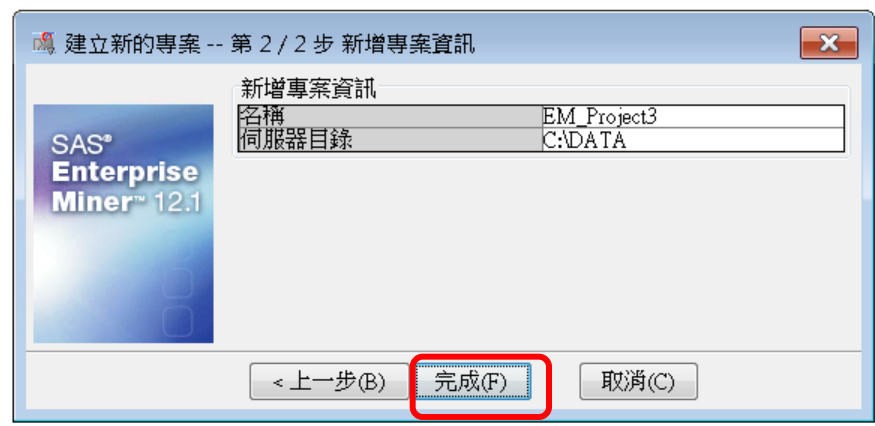 建立新的專案 -- 第 2 / 2 步 新增專案資訊
新增專案資訊
名稱 EM_Project3
伺服器目錄 C:\DATA
SAS®
Enterprise
Miner™ 12.1
< 上一步(B) 完成(F) 取消(C)